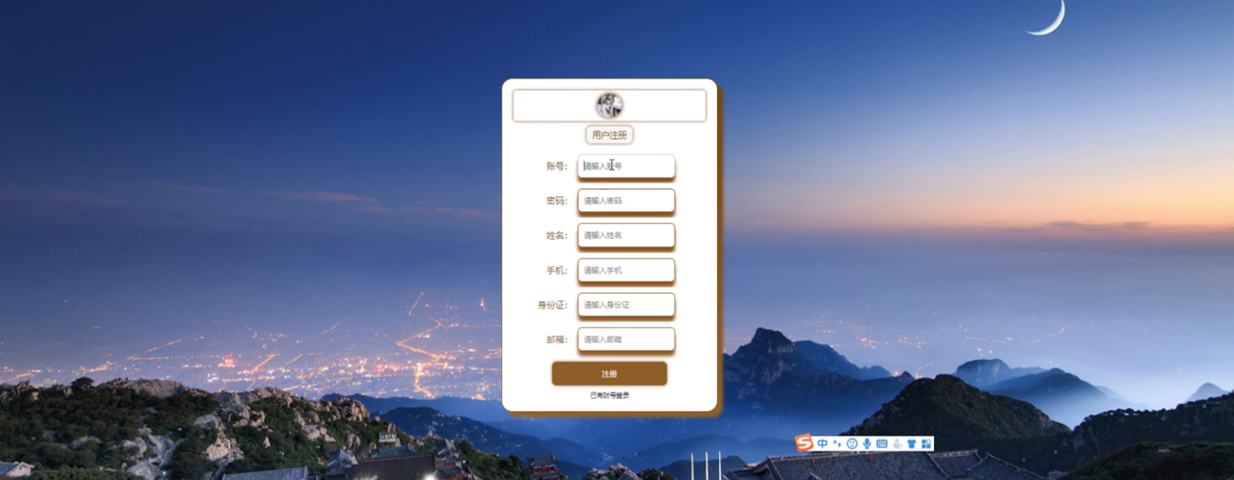 用户注册
账号： 请输入账号
密码： 请输入密码
姓名： 请输入姓名
手机： 请输入手机
身份证： 请输入身份证
邮箱： 请输入邮箱
注册
已有账号登录
中